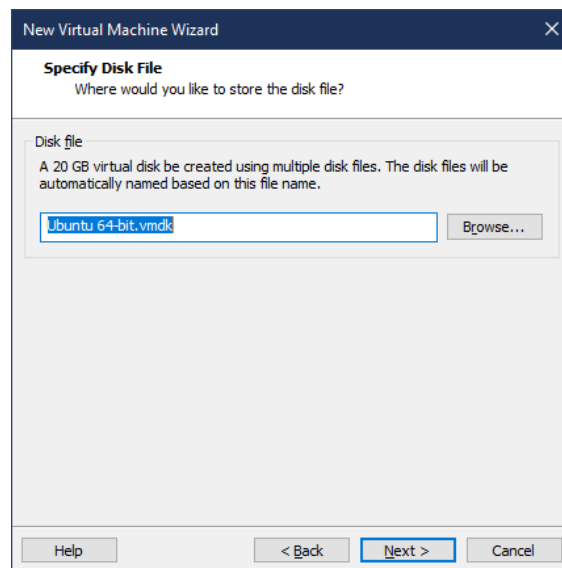 New Virtual Machine Wizard
Specify Disk File
Where would you like to store the disk file?
Disk file
A 20 GB virtual disk be created using multiple disk files. The disk files will be
automatically named based on this file name.
Ubuntu 64-bit.vmdk
Browse...
Help
< Back
Next >
Cancel